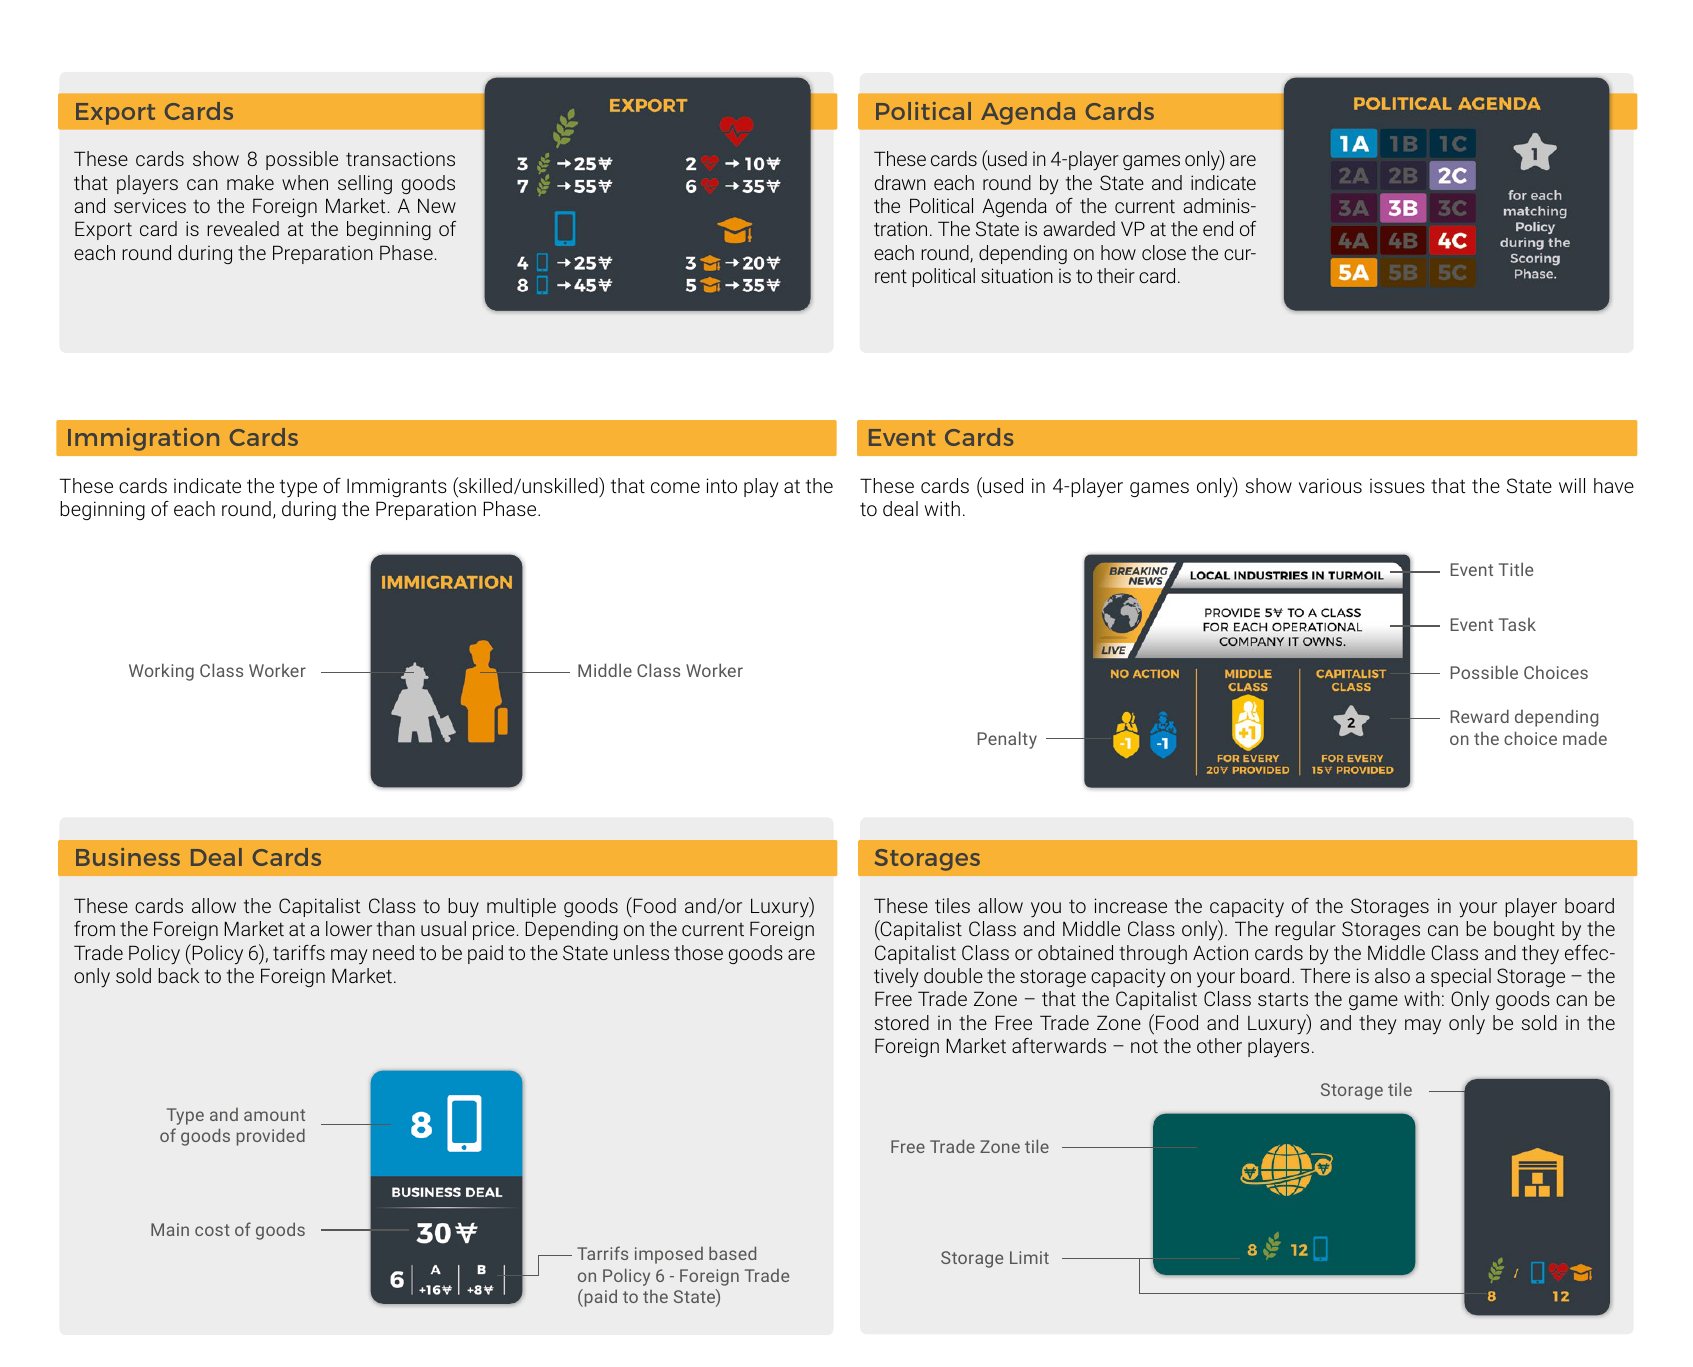 Export Cards
These cards show 8 possible transactions
that players can make when selling goods
and services to the Foreign Market. A New
Export card is revealed at the beginning of
each round during the Preparation Phase.
EXPORT
3 → 25₩ 2 → 10₩
7 → 55₩ 6 → 35₩
4 → 25₩ 3 → 20₩
8 → 45₩ 5 → 35₩
Political Agenda Cards
These cards (used in 4-player games only) are
drawn each round by the State and indicate
the Political Agenda of the current adminis-
tration. The State is awarded VP at the end of
each round, depending on how close the cur-
rent political situation is to their card.
POLITICAL AGENDA
1A 1B 1C
2A 2B 2C
3A 3B 3C
4A 4B 4C
5A 5B 5C
1
for each
matching
Policy
during the
Scoring
Phase.
Immigration Cards
These cards indicate the type of Immigrants (skilled/unskilled) that come into play at the
beginning of each round, during the Preparation Phase.
IMMIGRATION
Working Class Worker
Middle Class Worker
Event Cards
These cards (used in 4-player games only) show various issues that the State will have
to deal with.
BREAKING
NEWS
LIVE
LOCAL INDUSTRIES IN TURMOIL
PROVIDE 5₩ TO A CLASS
FOR EACH OPERATIONAL
COMPANY IT OWNS.
NO ACTION
-1 -1
MIDDLE
CLASS
+1
FOR EVERY
20₩ PROVIDED
CAPITALIST
CLASS
2
FOR EVERY
15₩ PROVIDED
Event Title
Event Task
Possible Choices
Reward depending
on the choice made
Penalty
Business Deal Cards
These cards allow the Capitalist Class to buy multiple goods (Food and/or Luxury)
from the Foreign Market at a lower than usual price. Depending on the current Foreign
Trade Policy (Policy 6), tariffs may need to be paid to the State unless those goods are
only sold back to the Foreign Market.
Type and amount
of goods provided
8
BUSINESS DEAL
Main cost of goods
30₩
6 A B
+16₩ +8₩
Tarrifs imposed based
on Policy 6 - Foreign Trade
(paid to the State)
Storages
These tiles allow you to increase the capacity of the Storages in your player board
(Capitalist Class and Middle Class only). The regular Storages can be bought by the
Capitalist Class or obtained through Action cards by the Middle Class and they effec-
tively double the storage capacity on your board. There is also a special Storage – the
Free Trade Zone – that the Capitalist Class starts the game with: Only goods can be
stored in the Free Trade Zone (Food and Luxury) and they may only be sold in the
Foreign Market afterwards – not the other players.
Storage tile
Free Trade Zone tile
Storage Limit
8 12
/
8 12